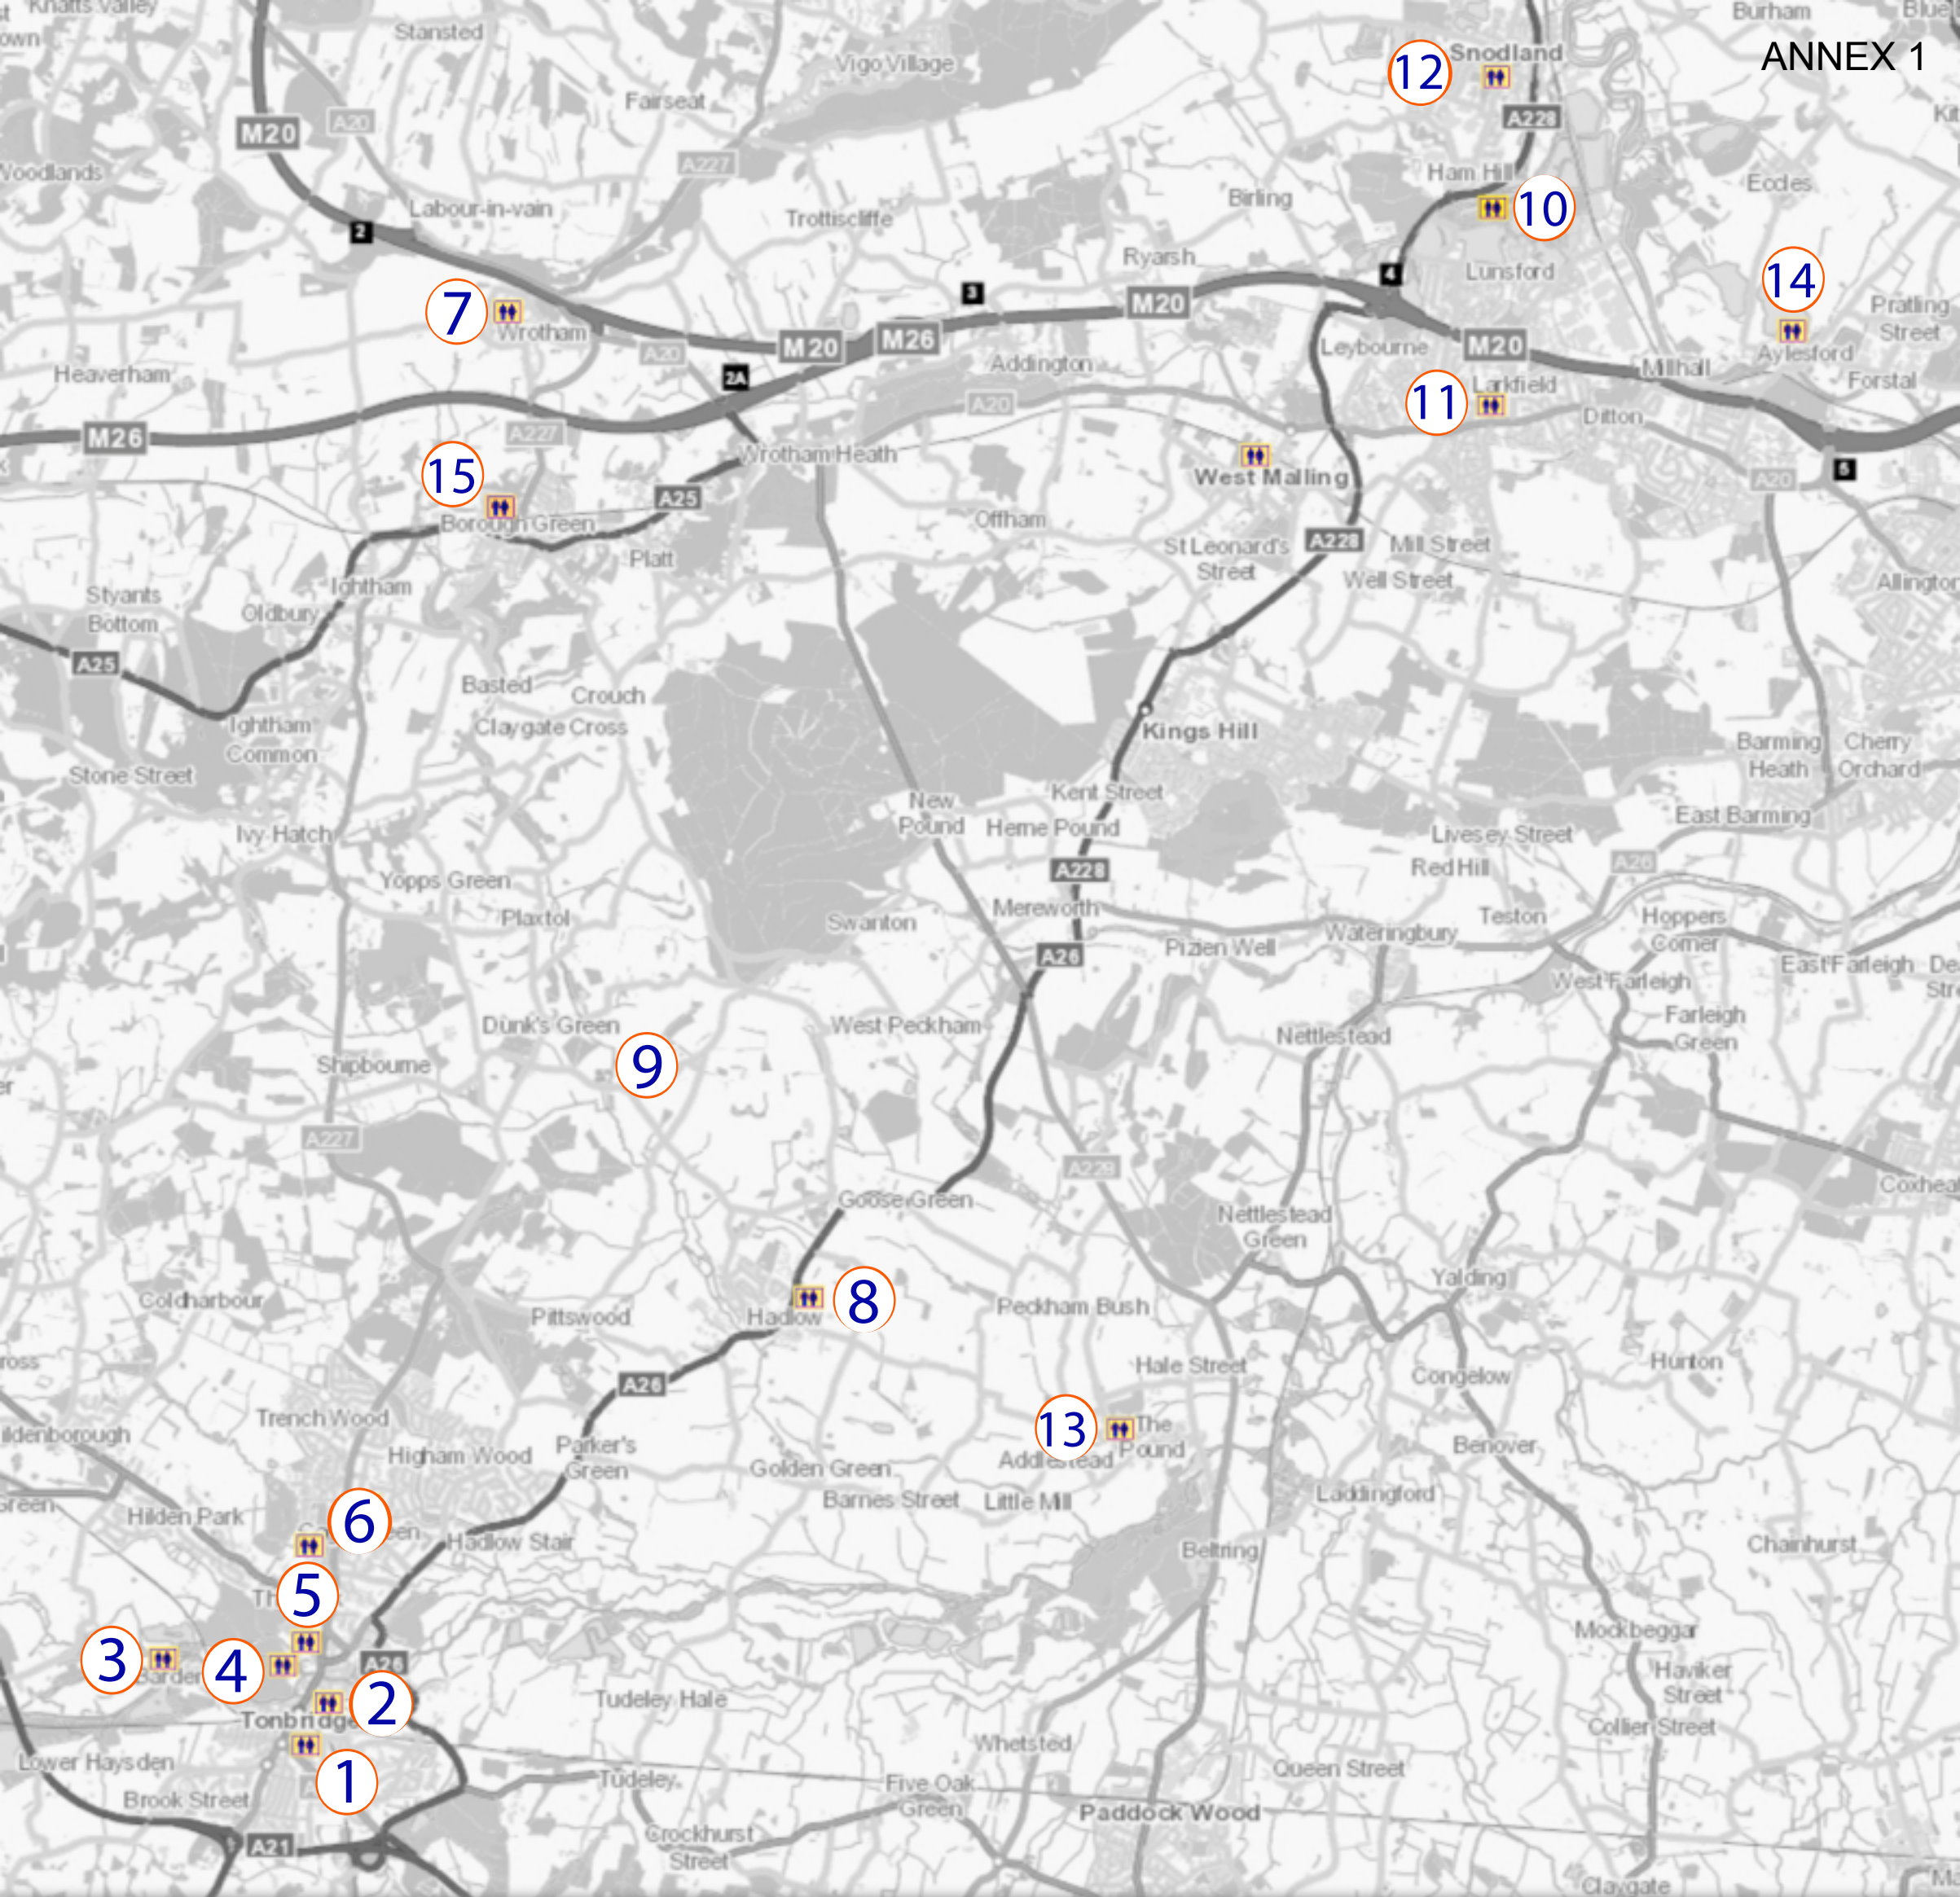 Knatts Valley
Stansted
Vigo Village
Burham
ANNEX 1
Snodland
12
Fairseat
M20
A20
A228
A227
Woodlands
Ham Hill
Eccles
Birling
10
Labour-in-vain
Trottiscliffe
2
Ryarsh
Lunsford
4
14
3
7
M20
Pratling
Street
Wrotham
M20
M26
A20
Leybourne
M20
Aylesford
Addington
Millhall
Heaverham
2A
Larkfield
Forstal
11
A20
Ditton
M26
A227
Wrotham Heath
15
West Malling
5
A20
A25
Borough Green
Offham
St Leonard's
Street
A228
Mill Street
Platt
Ightham
Well Street
Allington
Styants
Bottom
Oldbury
A25
Basted
Crouch
Ightham
Common
Claygate Cross
Kings Hill
Barming
Heath
Cherry
Orchard
Stone Street
Kent Street
New
Pound
Herne Pound
East Barming
Ivy Hatch
Livesey Street
A26
A228
Red Hill
Yopps Green
Mereworth
Plaxtol
Swanton
Teston
Hoppers
Corner
Wateringbury
Pizien Well
A26
East Farleigh
West Farleigh
Dunk's Green
West Peckham
Farleigh
Green
Nettlestead
9
Shipbourne
A227
A228
Goose Green
Nettlestead
Green
Yalding
Coldharbour
8
Peckham Bush
Pittswood
Hadlow
Hale Street
Hunton
Congelow
A26
Trench Wood
13
The
Pound
Parker's
Green
Benover
Higham Wood
Addlestead
Golden Green
Barnes Street
Little Mill
Laddingford
Hilden Park
6
Hadlow Stair
Beltring
Chainhurst
5
Mockbeggar
3
4
A26
Haviker
Street
2
Tudeley Hale
Tonbridge
Collier Street
Whetsted
Lower Haysden
1
Tudeley
Queen Street
Five Oak
Green
Brook Street
Paddock Wood
A21
Crockhurst
Street
Claygate